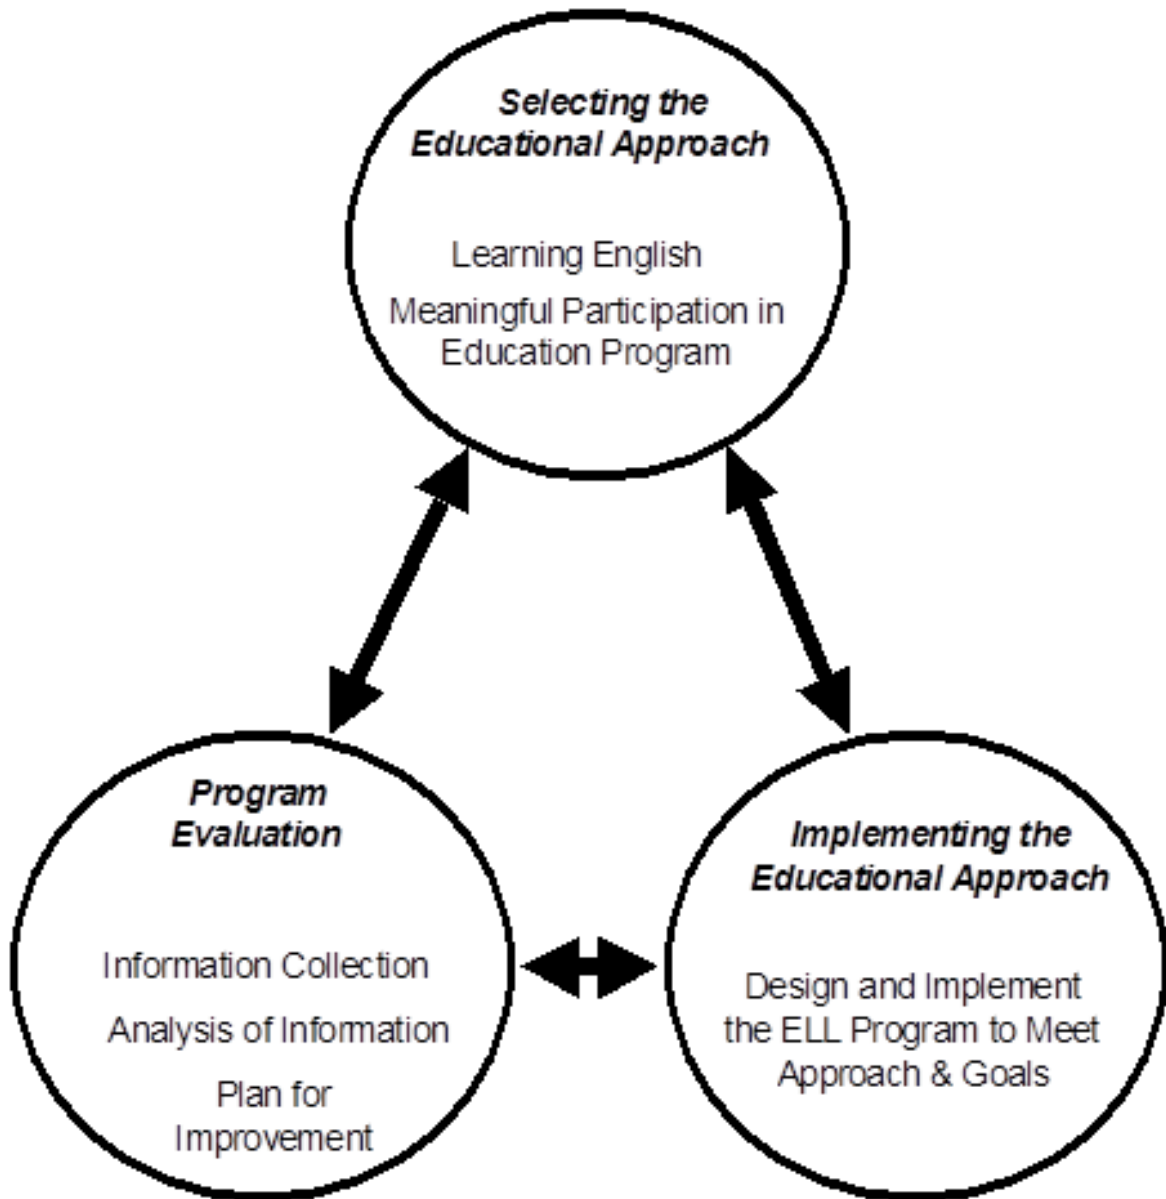 Selecting the
Educational Approach
Learning English
Meaningful Participation in
Education Program
Program
Evaluation
Information Collection
Analysis of Information
Plan for
Improvement
Implementing the
Educational Approach
Design and Implement
the ELL Program to Meet
Approach & Goals